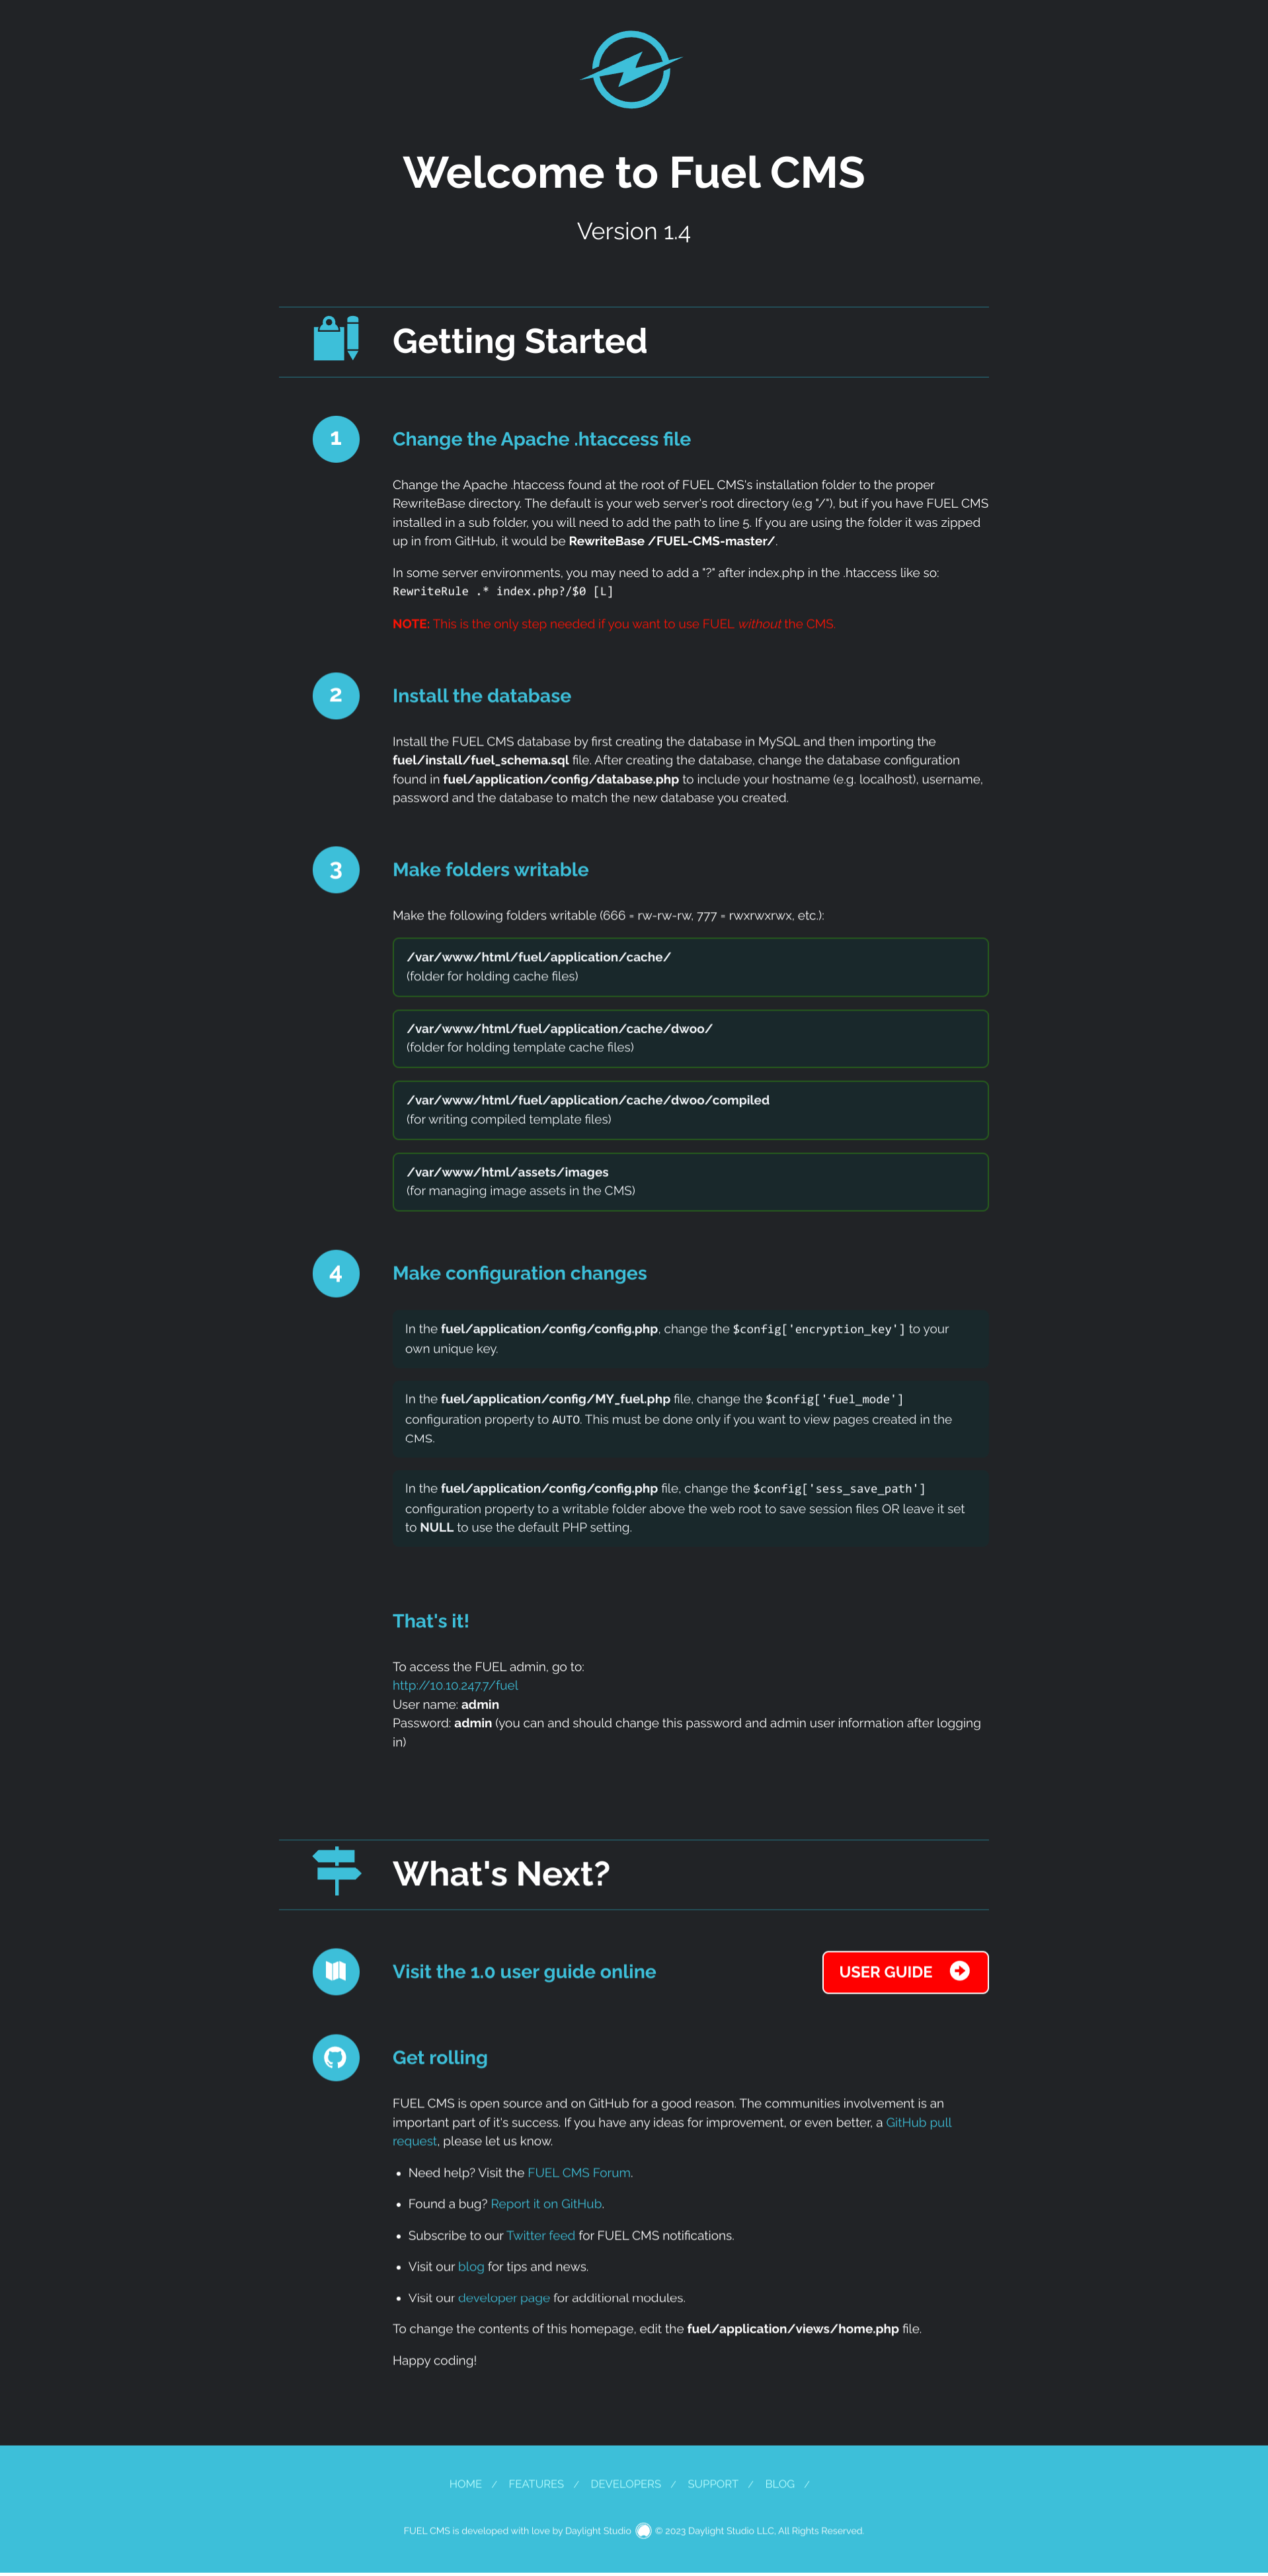 Welcome to Fuel CMS
Version 1.4
Getting Started
1
Change the Apache .htaccess file
Change the Apache .htaccess found at the root of FUEL CMS's installation folder to the proper
RewriteBase directory. The default is your web server's root directory (e.g "/"), but if you have FUEL CMS
installed in a sub folder, you will need to add the path to line 5. If you are using the folder it was zipped
up in from GitHub, it would be RewriteBase /FUEL-CMS-master/.
In some server environments, you may need to add a "?" after index.php in the .htaccess like so:
RewriteRule .* index.php?/$0 [L]
NOTE: This is the only step needed if you want to use FUEL without the CMS.
2
Install the database
Install the FUEL CMS database by first creating the database in MySQL and then importing the
fuel/install/fuel_schema.sql file. After creating the database, change the database configuration
found in fuel/application/config/database.php to include your hostname (e.g. localhost), username,
password and the database to match the new database you created.
3
Make folders writable
Make the following folders writable (666 = rw-rw-rw, 777 = rwxrwxrwx, etc.):
/var/www/html/fuel/application/cache/
(folder for holding cache files)
/var/www/html/fuel/application/cache/dwoo/
(folder for holding template cache files)
/var/www/html/fuel/application/cache/dwoo/compiled
(for writing compiled template files)
/var/www/html/assets/images
(for managing image assets in the CMS)
4
Make configuration changes
In the fuel/application/config/config.php, change the $config['encryption_key'] to your
own unique key.
In the fuel/application/config/MY_fuel.php file, change the $config['fuel_mode']
configuration property to AUTO. This must be done only if you want to view pages created in the
CMS.
In the fuel/application/config/config.php file, change the $config['sess_save_path']
configuration property to a writable folder above the web root to save session files OR leave it set
to NULL to use the default PHP setting.
That's it!
To access the FUEL admin, go to:
http://10.10.247.7/fuel
User name: admin
Password: admin (you can and should change this password and admin user information after logging
in)
What's Next?
Visit the 1.0 user guide online
USER GUIDE
Get rolling
FUEL CMS is open source and on GitHub for a good reason. The communities involvement is an
important part of it's success. If you have any ideas for improvement, or even better, a GitHub pull
request, please let us know.
• Need help? Visit the FUEL CMS Forum.
• Found a bug? Report it on GitHub.
• Subscribe to our Twitter feed for FUEL CMS notifications.
• Visit our blog for tips and news.
• Visit our developer page for additional modules.
To change the contents of this homepage, edit the fuel/application/views/home.php file.
Happy coding!
HOME / FEATURES / DEVELOPERS / SUPPORT / BLOG /
FUEL CMS is developed with love by Daylight Studio © 2023 Daylight Studio LLC, All Rights Reserved.